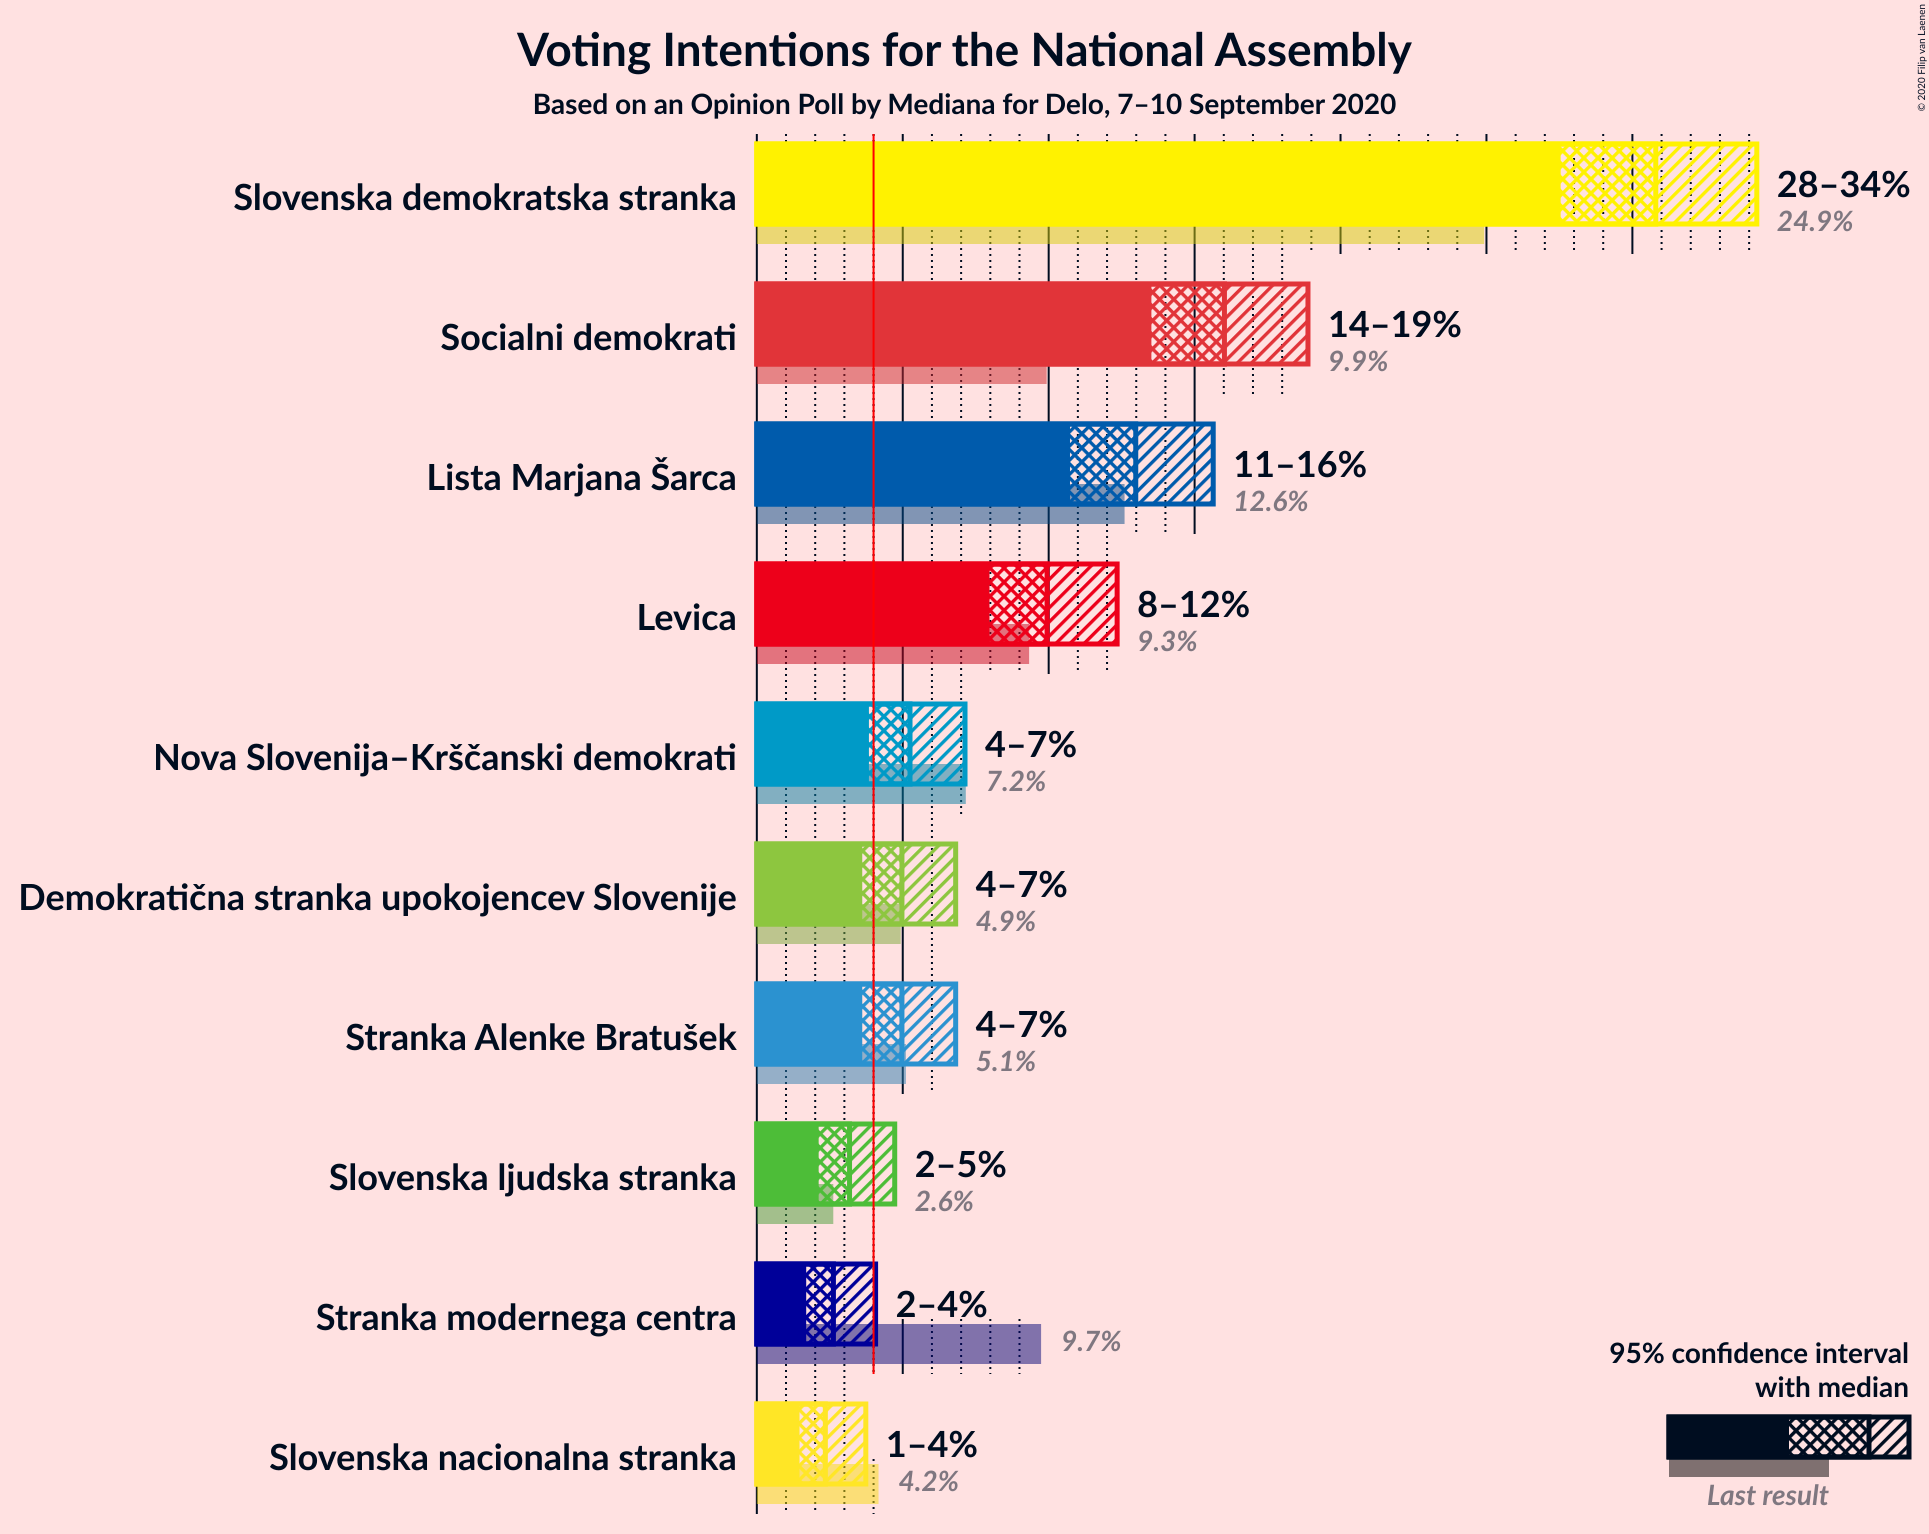 Voting Intentions for the National Assembly
Based on an Opinion Poll by Mediana for Delo, 7–10 September 2020
© 2020 Filip van Laenen
Slovenska demokratska stranka
28–34%
24.9%
Socialni demokrati
14–19%
9.9%
Lista Marjana Šarca
11–16%
12.6%
Levica
8–12%
9.3%
Nova Slovenija–Krščanski demokrati
4–7%
7.2%
Demokratična stranka upokojencev Slovenije
4–7%
4.9%
Stranka Alenke Bratušek
4–7%
5.1%
Slovenska ljudska stranka
2–5%
2.6%
Stranka modernega centra
2–4%
9.7%
Slovenska nacionalna stranka
1–4%
4.2%
95% confidence interval
with median
Last result